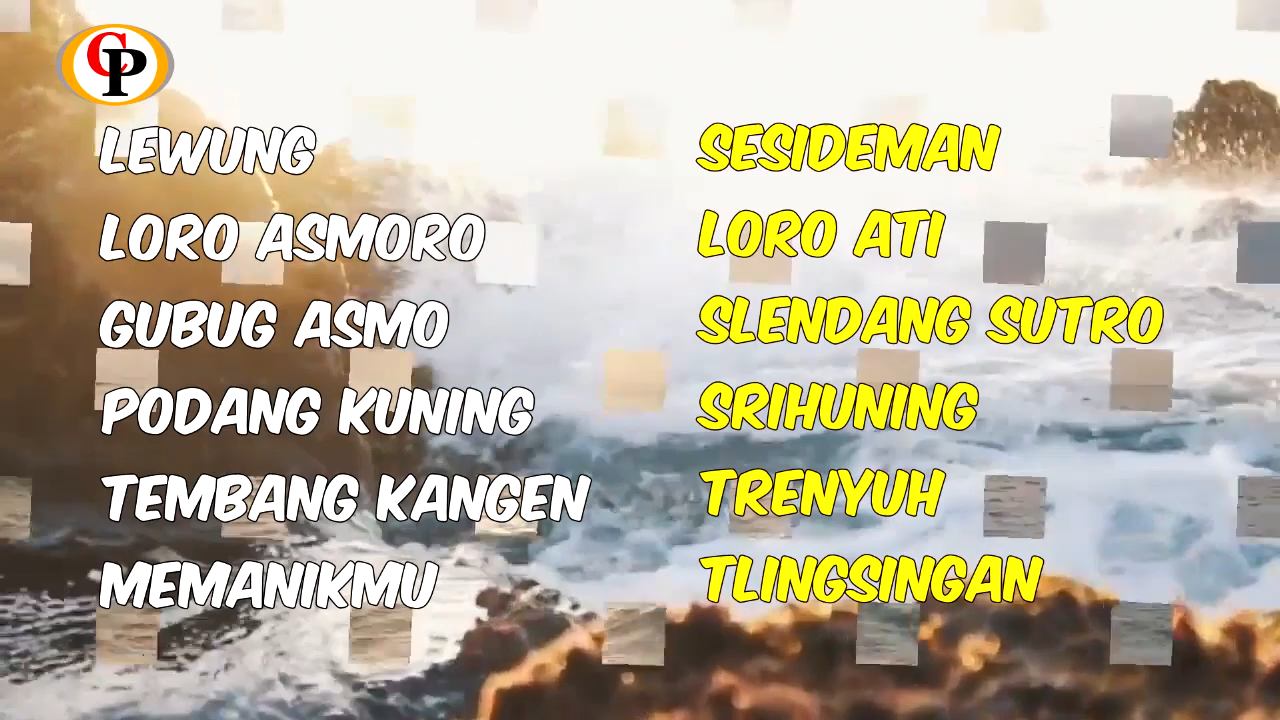 CP
LEWUNG
LORO ASMORO
GUBUG ASMO
PODANG KUNING
TEMBANG KANGEN
MEMANIKMU
SESIDEMAN
LORO ATI
SLENDANG SUTRO
SRIHUNING
TRENYUH
TLINGSINGAN